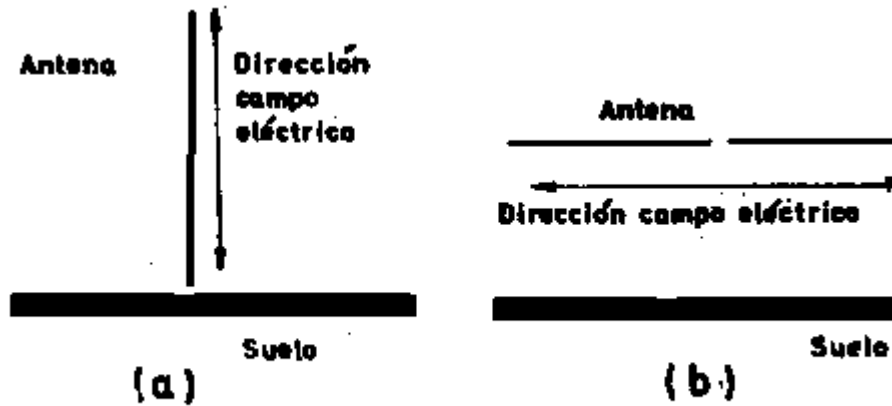 Antena
Dirección
campo
eléctrico
Suelo
(a)
Antena
Dirección campo eléctrico
Suelo
(b)